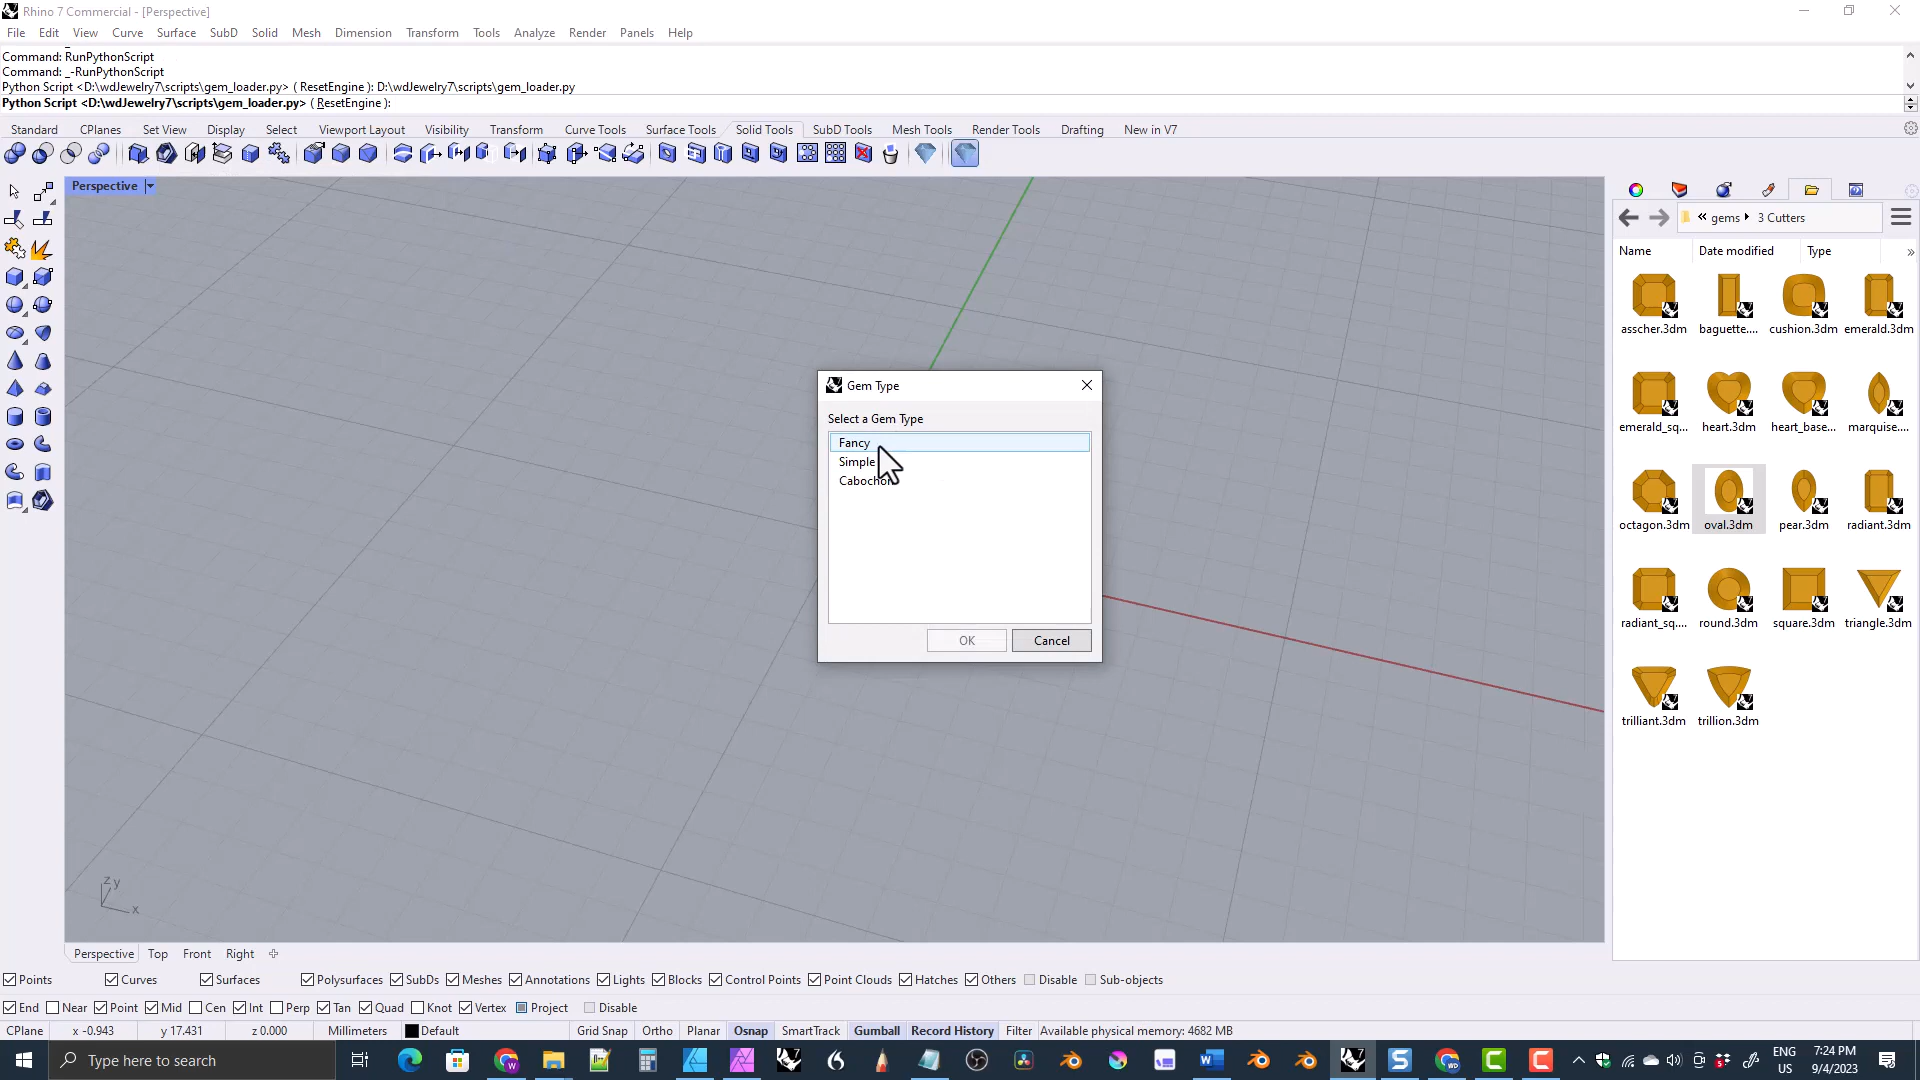 Rhino 7 Commercial - [Perspective]
File Edit View Curve Surface SubD Solid Mesh Dimension Transform Tools Analyze Render Panels Help
Command: RunPythonScript
Command: _-RunPythonScript
Python Script <D:\wdJewelry7\scripts\gem_loader.py> ( ResetEngine ): D:\wdJewelry7\scripts\gem_loader.py
Python Script <D:\wdJewelry7\scripts\gem_loader.py> ( ResetEngine ):
Standard CPlanes Set View Display Select Viewport Layout Visibility Transform Curve Tools Surface Tools Solid Tools SubD Tools Mesh Tools Render Tools Drafting New in V7
Perspective
« gems 3 Cutters
Name Date modified Type »
asscher.3dm baguette.... cushion.3dm emerald.3dm
emerald_sq... heart.3dm heart_base... marquise....
octagon.3dm oval.3dm pear.3dm radiant.3dm
radiant_sq.... round.3dm square.3dm triangle.3dm
trilliant.3dm trillion.3dm
Gem Type
Select a Gem Type
Fancy
Simple
Cabochon
OK Cancel
z y
x
Perspective Top Front Right
Points Curves Surfaces Polysurfaces SubDs Meshes Annotations Lights Blocks Control Points Point Clouds Hatches Others Disable Sub-objects
End Near Point Mid Cen Int Perp Tan Quad Knot Vertex Project Disable
CPlane x -0.943 y 17.431 z 0.000 Millimeters Default Grid Snap Ortho Planar Osnap SmartTrack Gumball Record History Filter Available physical memory: 4682 MB
Type here to search
ENG
US
7:24 PM
9/4/2023